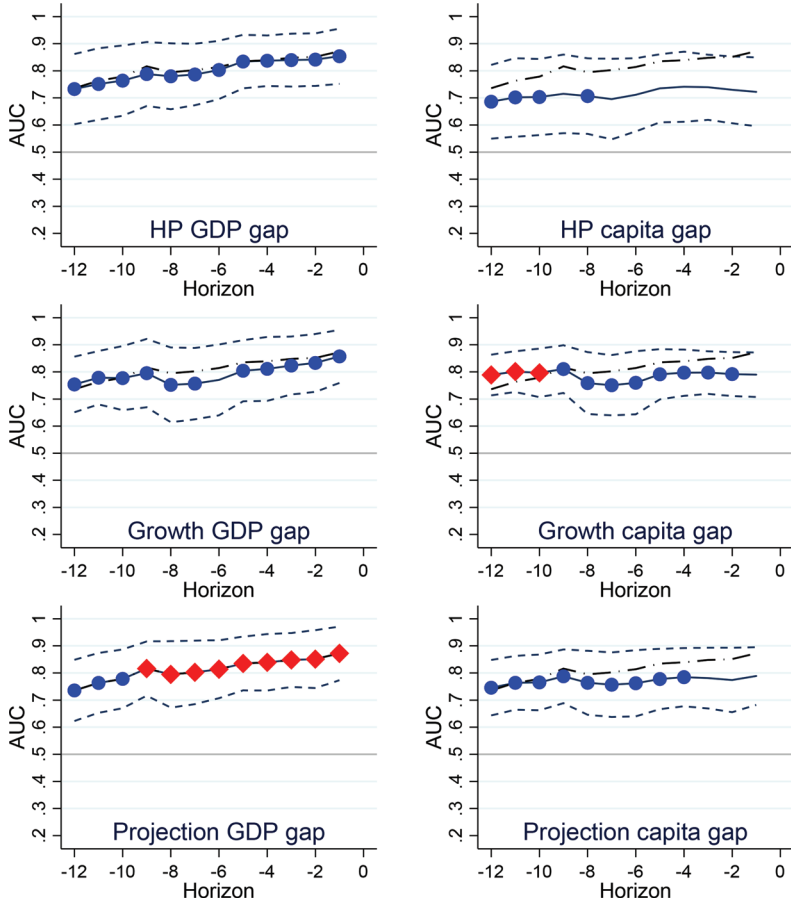 AUC
.2 .3 .4 .5 .6 .7 .8 .9 1
HP GDP gap
-12 -10 -8 -6 -4 -2 0
Horizon
AUC
.2 .3 .4 .5 .6 .7 .8 .9 1
HP capita gap
-12 -10 -8 -6 -4 -2 0
Horizon
AUC
.2 .3 .4 .5 .6 .7 .8 .9 1
Growth GDP gap
-12 -10 -8 -6 -4 -2 0
Horizon
AUC
.2 .3 .4 .5 .6 .7 .8 .9 1
Growth capita gap
-12 -10 -8 -6 -4 -2 0
Horizon
AUC
.2 .3 .4 .5 .6 .7 .8 .9 1
Projection GDP gap
-12 -10 -8 -6 -4 -2 0
Horizon
AUC
.2 .3 .4 .5 .6 .7 .8 .9 1
Projection capita gap
-12 -10 -8 -6 -4 -2 0
Horizon